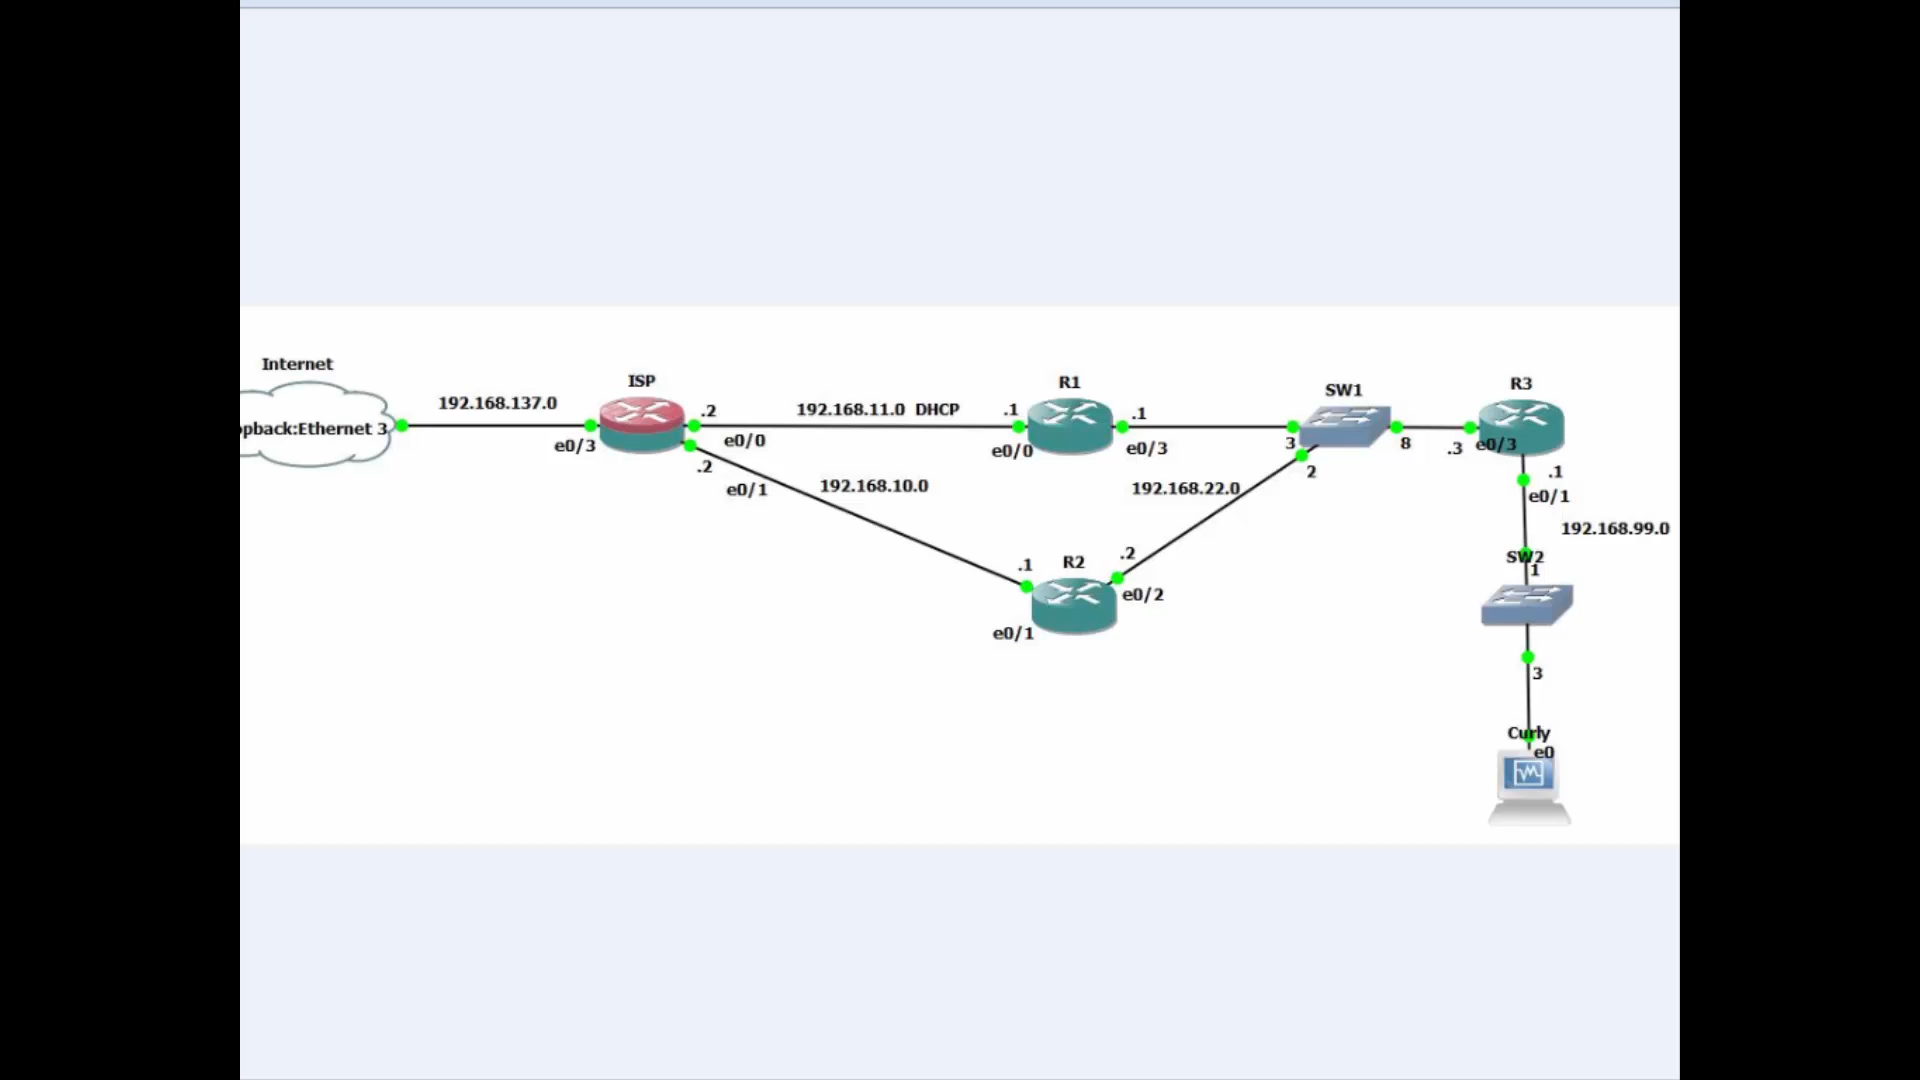 Internet
opback:Ethernet 3
192.168.137.0
e0/3
ISP
.2
e0/0
.2
e0/1
192.168.11.0 DHCP
192.168.10.0
R1
.1
e0/0
.1
e0/3
R2
.1
e0/1
.2
e0/2
192.168.22.0
SW1
3
2
8
R3
.3
e0/3
.1
e0/1
192.168.99.0
SW2
1
3
Curly
e0